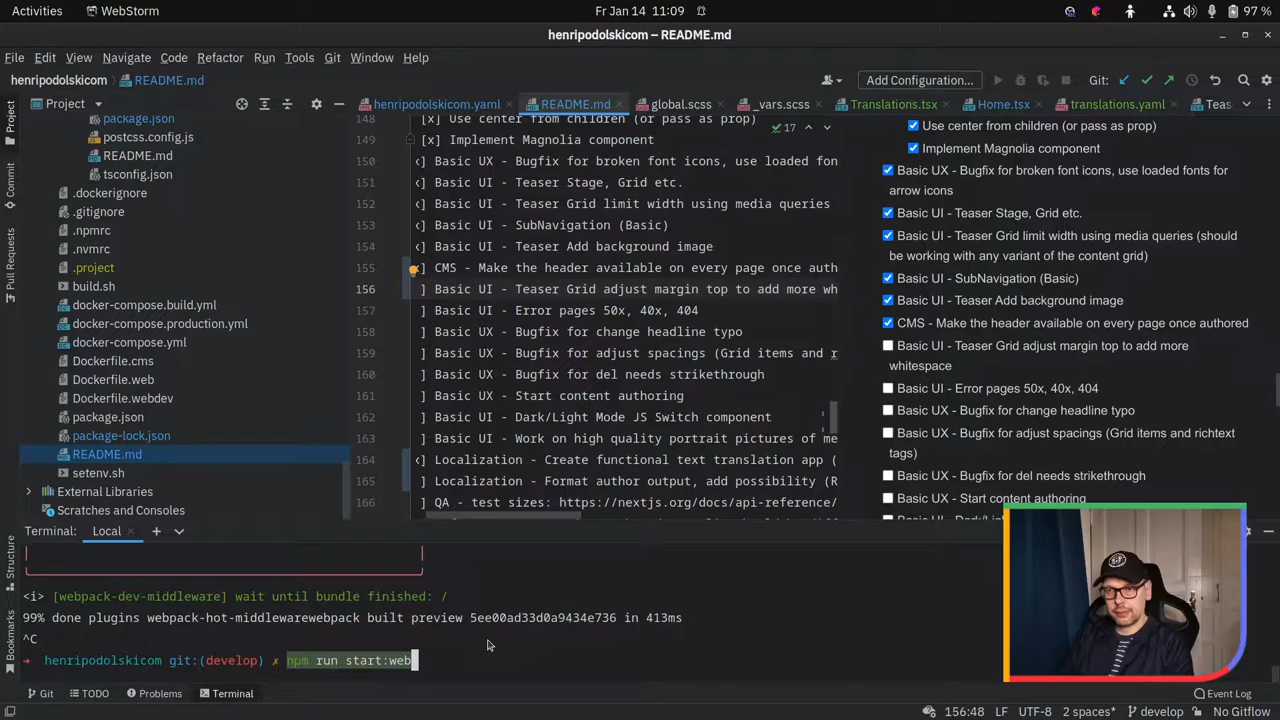 Activities
WebStorm
Fr Jan 14 11:09
97 %
henripodolskicom – README.md
File Edit View Navigate Code Refactor Run Tools Git Window Help
henripodolskicom
README.md
Add Configuration...
Git:
Project
henripodolskicom.yaml
README.md
global.scss
_vars.scss
Translations.tsx
Home.tsx
translations.yaml
Teas
Project
Commit
Pull Requests
Structure
Bookmarks
package.json
postcss.config.js
README.md
tsconfig.json
.dockerignore
.gitignore
.npmrc
.nvmrc
.project
build.sh
docker-compose.build.yml
docker-compose.production.yml
docker-compose.yml
Dockerfile.cms
Dockerfile.web
Dockerfile.webdev
package.json
package-lock.json
README.md
setenv.sh
External Libraries
Scratches and Consoles
17
148 [x] Use center from children (or pass as prop)
149 [x] Implement Magnolia component
150 ] Basic UX - Bugfix for broken font icons, use loaded fon
151 ] Basic UI - Teaser Stage, Grid etc.
152 ] Basic UI - Teaser Grid limit width using media queries
153 ] Basic UI - SubNavigation (Basic)
154 ] Basic UI - Teaser Add background image
155 ] CMS - Make the header available on every page once auth
156 ] Basic UI - Teaser Grid adjust margin top to add more wh
157 ] Basic UI - Error pages 50x, 40x, 404
158 ] Basic UX - Bugfix for change headline typo
159 ] Basic UX - Bugfix for adjust spacings (Grid items and r
160 ] Basic UX - Bugfix for del needs strikethrough
161 ] Basic UX - Start content authoring
162 ] Basic UI - Dark/Light Mode JS Switch component
163 ] Basic UI - Work on high quality portrait pictures of me
164 ] Localization - Create functional text translation app (
165 ] Localization - Format author output, add possibility (R
166 ] QA - test sizes: https://nextjs.org/docs/api-reference/
Use center from children (or pass as prop)
Implement Magnolia component
Basic UX - Bugfix for broken font icons, use loaded fonts for
arrow icons
Basic UI - Teaser Stage, Grid etc.
Basic UI - Teaser Grid limit width using media queries (should
be working with any variant of the content grid)
Basic UI - SubNavigation (Basic)
Basic UI - Teaser Add background image
CMS - Make the header available on every page once authored
Basic UI - Teaser Grid adjust margin top to add more
whitespace
Basic UI - Error pages 50x, 40x, 404
Basic UX - Bugfix for change headline typo
Basic UX - Bugfix for adjust spacings (Grid items and richtext
tags)
Basic UX - Bugfix for del needs strikethrough
Basic UX - Start content authoring
Terminal: Local
<i> [webpack-dev-middleware] wait until bundle finished: /
99% done plugins webpack-hot-middlewarewebpack built preview 5ee00ad33d0a9434e736 in 413ms
^C
→ henripodolskicom git:(develop) ✗ npm run start:web
Git
TODO
Problems
Terminal
Event Log
156:48 LF UTF-8 2 spaces* develop No Gitflow